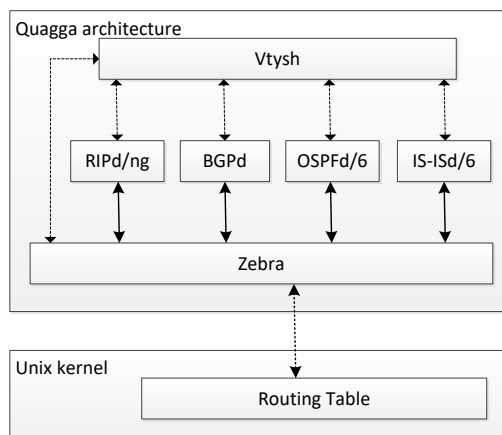 Quagga architecture
Vtysh
RIPd/ng
BGPd
OSPFd/6
IS-ISd/6
Zebra
Unix kernel
Routing Table